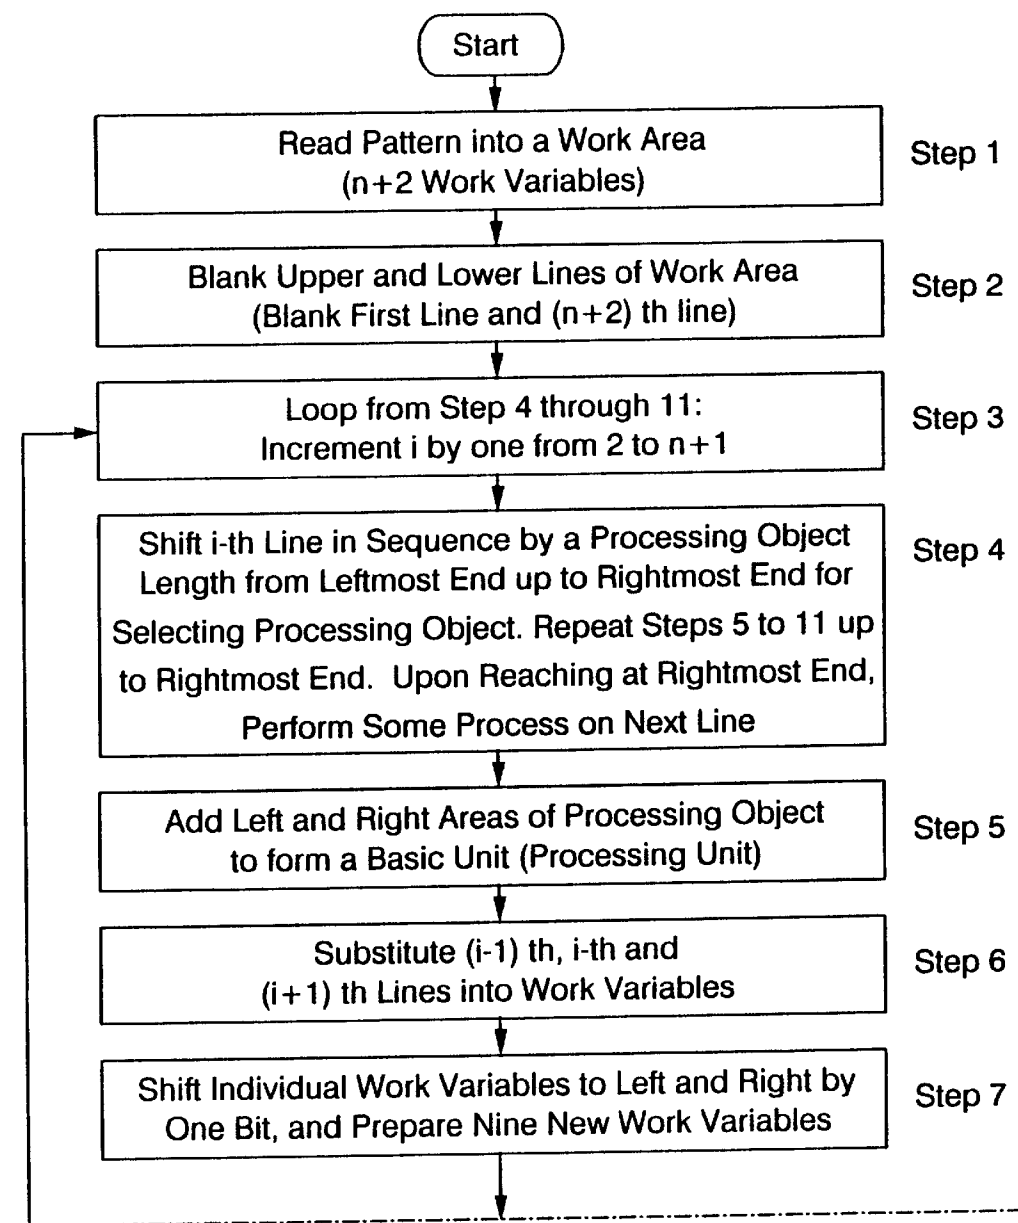 Start
Read Pattern into a Work Area
(n+2 Work Variables)
Step 1
Blank Upper and Lower Lines of Work Area
(Blank First Line and (n+2) th line)
Step 2
Loop from Step 4 through 11:
Increment i by one from 2 to n+1
Step 3
Shift i-th Line in Sequence by a Processing Object
Length from Leftmost End up to Rightmost End for
Selecting Processing Object. Repeat Steps 5 to 11 up
to Rightmost End. Upon Reaching at Rightmost End,
Perform Some Process on Next Line
Step 4
Add Left and Right Areas of Processing Object
to form a Basic Unit (Processing Unit)
Step 5
Substitute (i-1) th, i-th and
(i+1) th Lines into Work Variables
Step 6
Shift Individual Work Variables to Left and Right by
One Bit, and Prepare Nine New Work Variables
Step 7